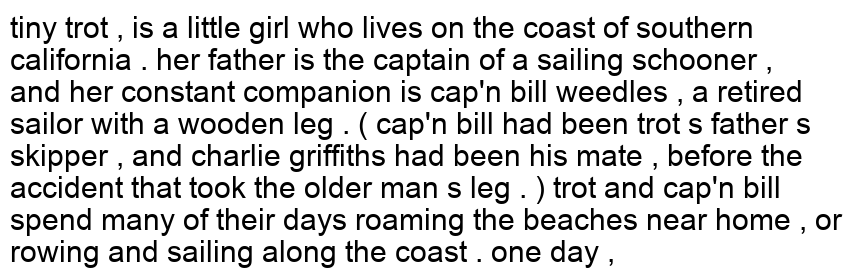 tiny trot , is a little girl who lives on the coast of southern
california . her father is the captain of a sailing schooner ,
and her constant companion is cap'n bill weedles , a retired
sailor with a wooden leg . ( cap'n bill had been trot s father s
skipper , and charlie griffiths had been his mate , before the
accident that took the older man s leg . ) trot and cap'n bill
spend many of their days roaming the beaches near home , or
rowing and sailing along the coast . one day ,